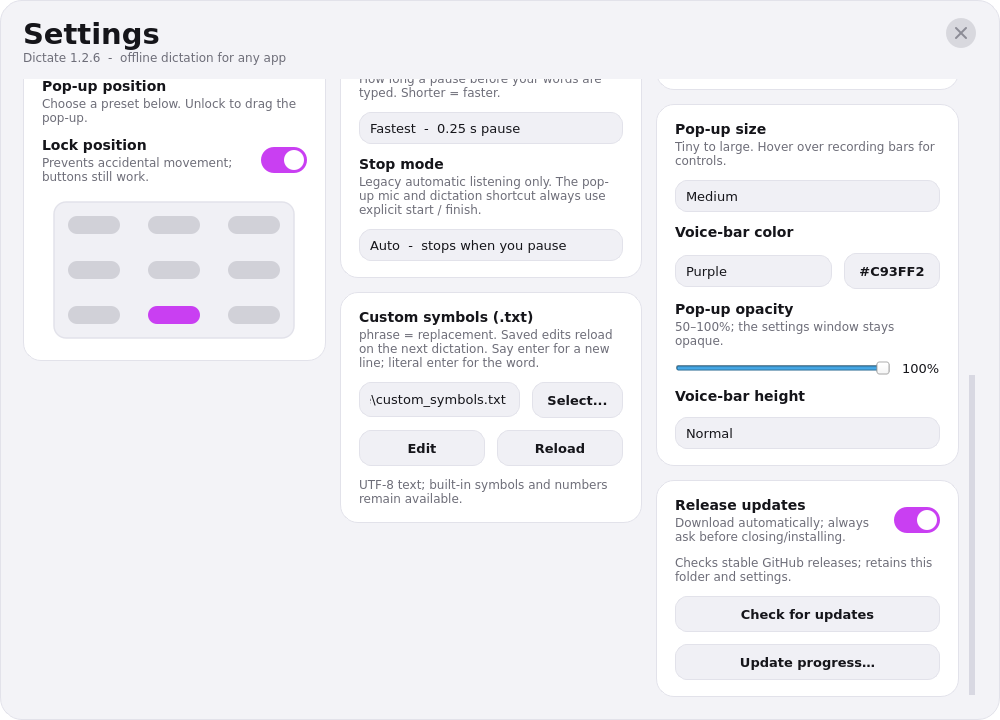 Settings
Dictate 1.2.6  -  offline dictation for any app
Pop-up position
Choose a preset below. Unlock to drag the
pop-up.
Lock position
Prevents accidental movement;
buttons still work.
How long a pause before your words are
typed. Shorter = faster.
Fastest  -  0.25 s pause
Stop mode
Legacy automatic listening only. The pop-
up mic and dictation shortcut always use
explicit start / finish.
Auto  -  stops when you pause
Custom symbols (.txt)
phrase = replacement. Saved edits reload
on the next dictation. Say enter for a new
line; literal enter for the word.
\custom_symbols.txt
Select...
Edit
Reload
UTF-8 text; built-in symbols and numbers
remain available.
Pop-up size
Tiny to large. Hover over recording bars for
controls.
Medium
Voice-bar color
Purple
#C93FF2
Pop-up opacity
50–100%; the settings window stays
opaque.
100%
Voice-bar height
Normal
Release updates
Download automatically; always
ask before closing/installing.
Checks stable GitHub releases; retains this
folder and settings.
Check for updates
Update progress…